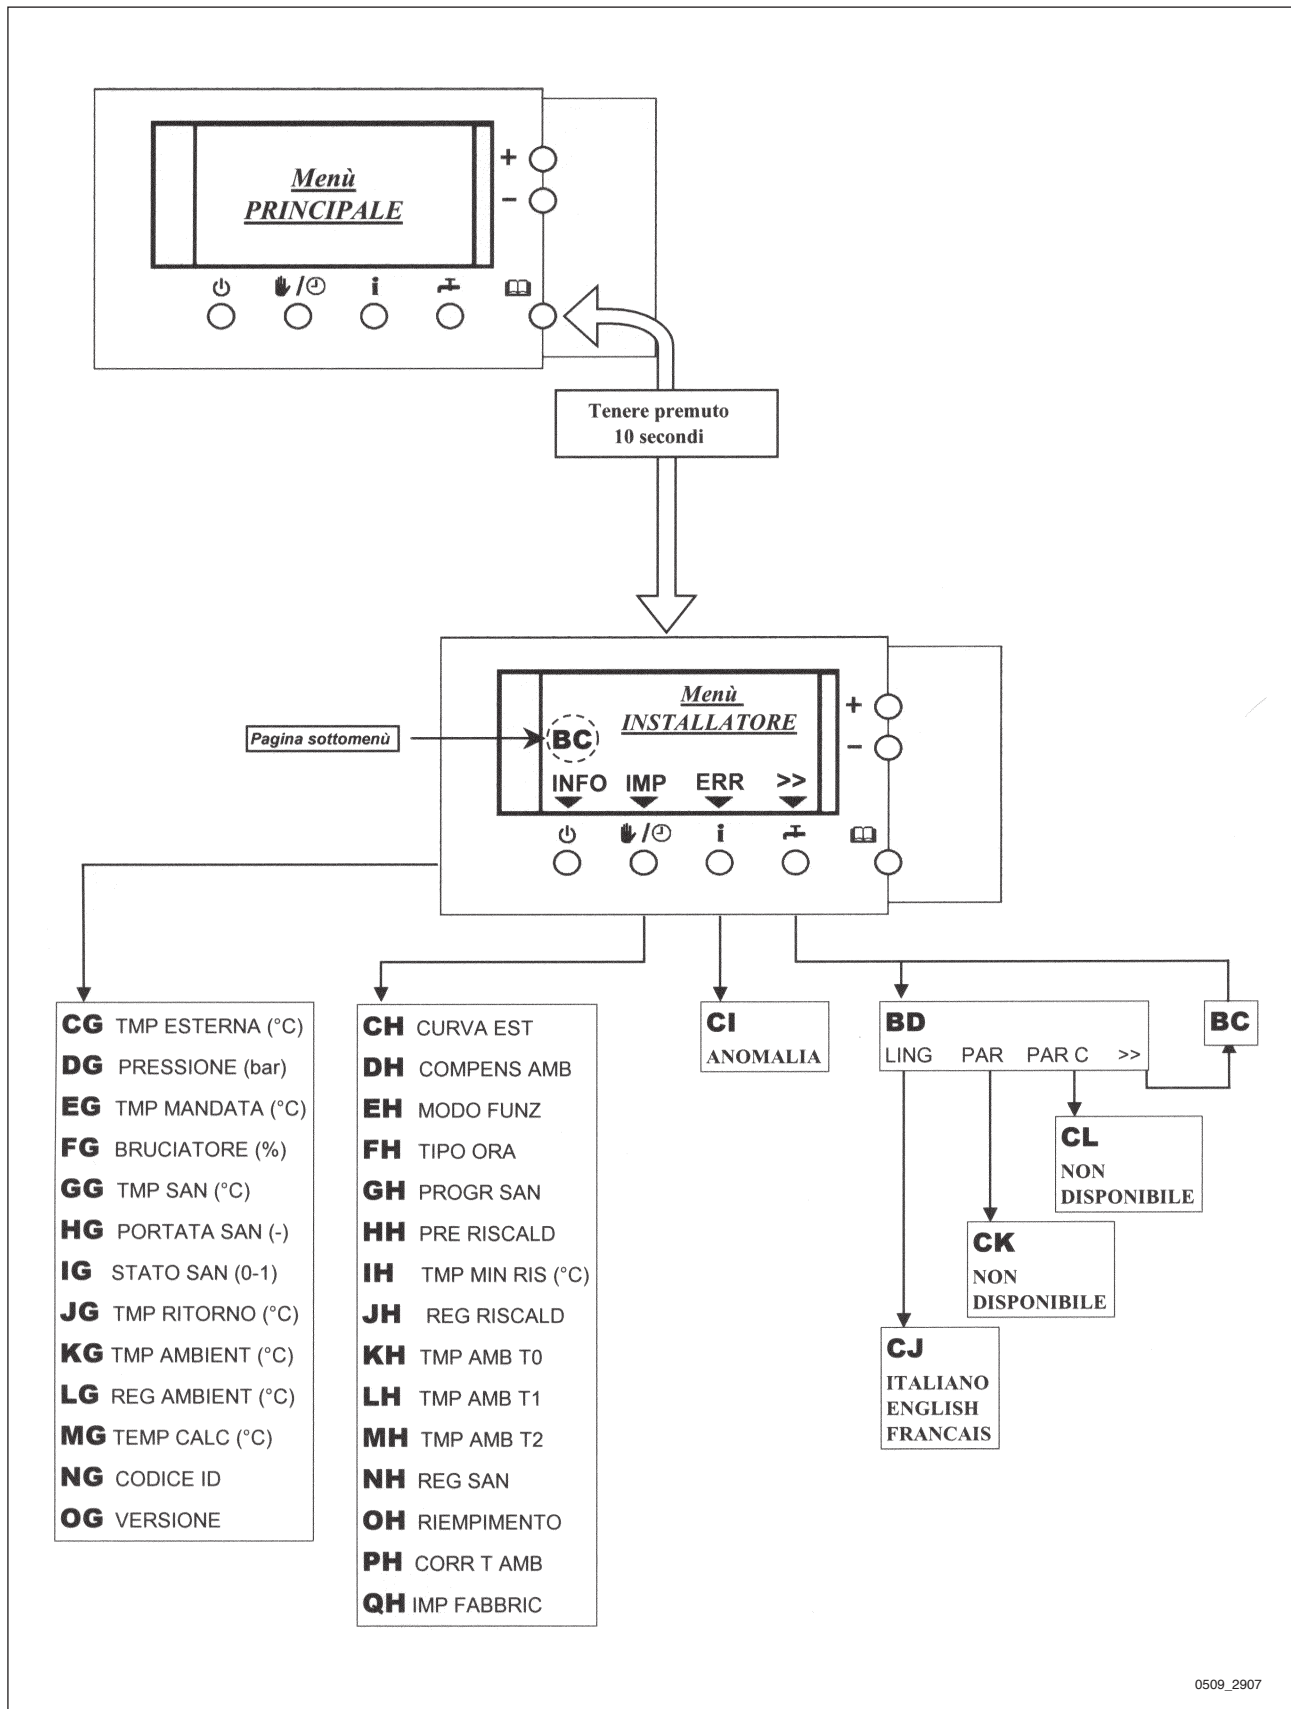 Menù
PRINCIPALE
+
-
/
i
Tenere premuto
10 secondi
Pagina sottomenù
Menù
INSTALLATORE
BC
INFO IMP ERR >>
+
-
/
i
CG TMP ESTERNA (°C)
DG PRESSIONE (bar)
EG TMP MANDATA (°C)
FG BRUCIATORE (%)
GG TMP SAN (°C)
HG PORTATA SAN (-)
IG STATO SAN (0-1)
JG TMP RITORNO (°C)
KG TMP AMBIENT (°C)
LG REG AMBIENT (°C)
MG TEMP CALC (°C)
NG CODICE ID
OG VERSIONE
CH CURVA EST
DH COMPENS AMB
EH MODO FUNZ
FH TIPO ORA
GH PROGR SAN
HH PRE RISCALD
IH TMP MIN RIS (°C)
JH REG RISCALD
KH TMP AMB T0
LH TMP AMB T1
MH TMP AMB T2
NH REG SAN
OH RIEMPIMENTO
PH CORR T AMB
QH IMP FABBRIC
CI
ANOMALIA
BD
LING PAR PAR C >>
BC
CL
NON
DISPONIBILE
CK
NON
DISPONIBILE
CJ
ITALIANO
ENGLISH
FRANCAIS
0509_2907